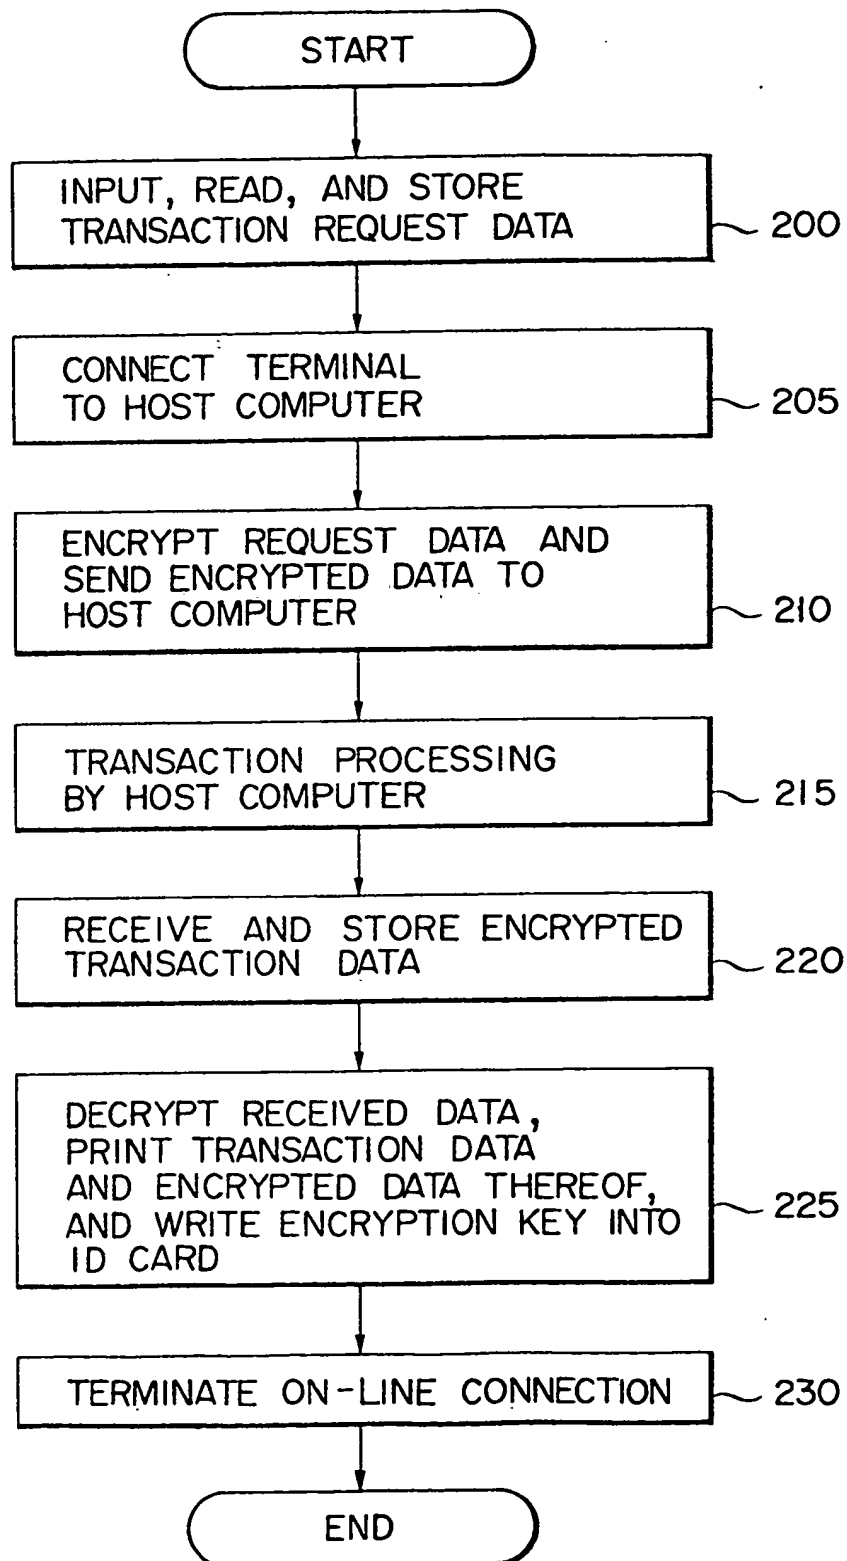 START
INPUT, READ, AND STORE
TRANSACTION REQUEST DATA
200
CONNECT TERMINAL
TO HOST COMPUTER
205
ENCRYPT REQUEST DATA AND
SEND ENCRYPTED DATA TO
HOST COMPUTER
210
TRANSACTION PROCESSING
BY HOST COMPUTER
215
RECEIVE AND STORE ENCRYPTED
TRANSACTION DATA
220
DECRYPT RECEIVED DATA,
PRINT TRANSACTION DATA
AND ENCRYPTED DATA THEREOF,
AND WRITE ENCRYPTION KEY INTO
ID CARD
225
TERMINATE ON-LINE CONNECTION
230
END